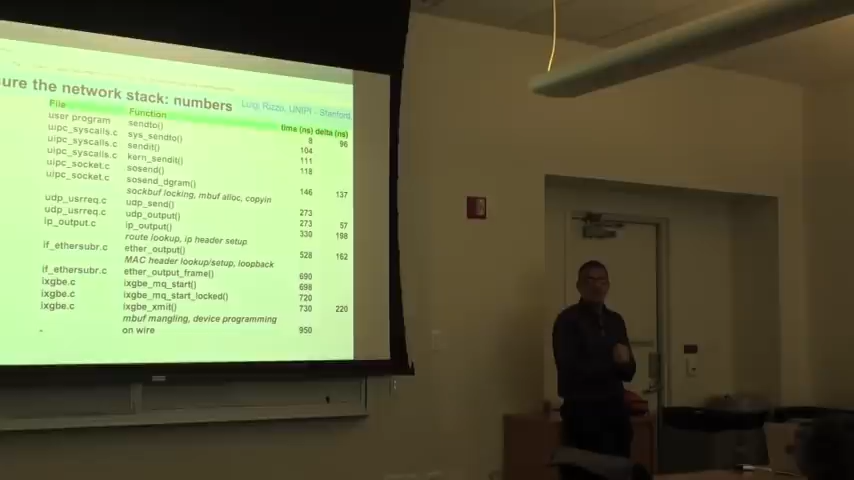 ure the network stack: numbers
Luigi Rizzo, UNIPI - Stanford,
File Function time (ns) delta (ns)
user program sendto() 8 96
uipc_syscalls.c sys_sendto() 104
uipc_syscalls.c sendit() 111
uipc_syscalls.c kern_sendit() 118
uipc_socket.c sosend()
uipc_socket.c sosend_dgram() 146 137
sockbuf locking, mbuf alloc, copyin
udp_usrreq.c udp_send() 273
udp_usrreq.c udp_output() 273 57
ip_output.c ip_output() 330 198
route lookup, ip header setup
if_ethersubr.c ether_output() 528 162
MAC header lookup/setup, loopback
if_ethersubr.c ether_output_frame() 690
ixgbe.c ixgbe_mq_start() 698
ixgbe.c ixgbe_mq_start_locked() 720
ixgbe.c ixgbe_xmit() 730 220
mbuf mangling, device programming
on wire 950